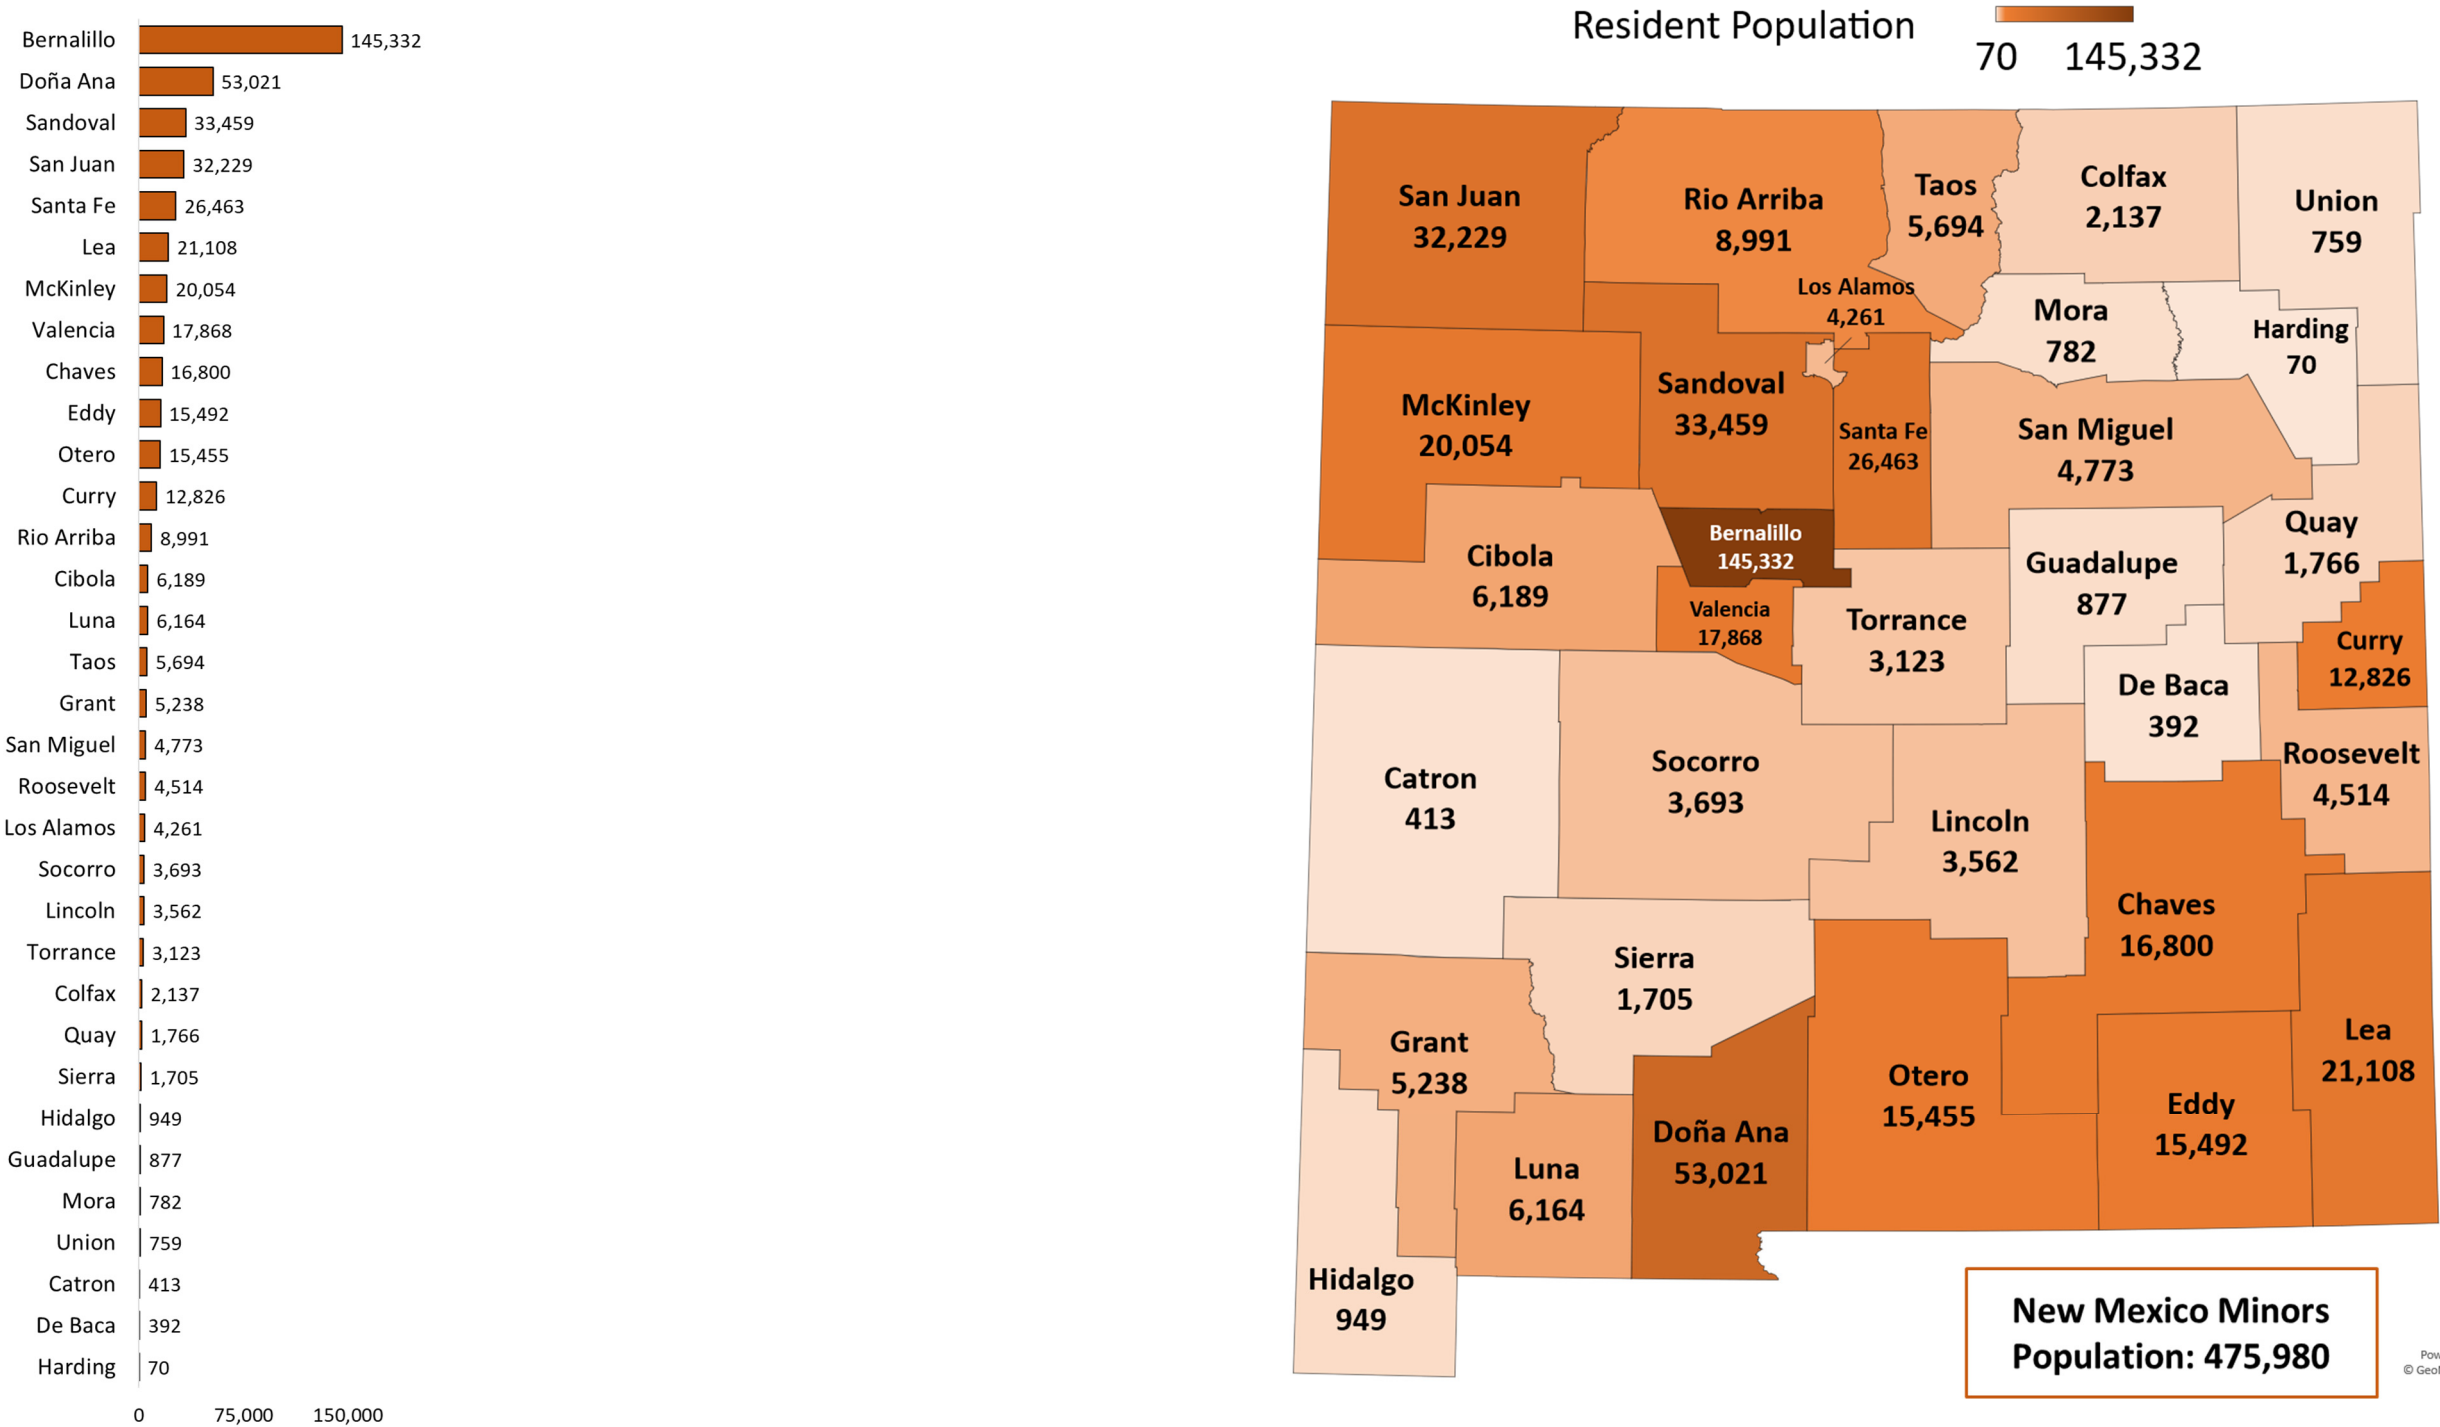 Bernalillo 145,332
Doña Ana 53,021
Sandoval 33,459
San Juan 32,229
Santa Fe 26,463
Lea 21,108
McKinley 20,054
Valencia 17,868
Chaves 16,800
Eddy 15,492
Otero 15,455
Curry 12,826
Rio Arriba 8,991
Cibola 6,189
Luna 6,164
Taos 5,694
Grant 5,238
San Miguel 4,773
Roosevelt 4,514
Los Alamos 4,261
Socorro 3,693
Lincoln 3,562
Torrance 3,123
Colfax 2,137
Quay 1,766
Sierra 1,705
Hidalgo 949
Guadalupe 877
Mora 782
Union 759
Catron 413
De Baca 392
Harding 70
0 75,000 150,000
Resident Population
70 145,332
San Juan
32,229
Rio Arriba
8,991
Taos
5,694
Colfax
2,137
Union
759
Los Alamos
4,261
Mora
782
Harding
70
McKinley
20,054
Sandoval
33,459
Santa Fe
26,463
San Miguel
4,773
Quay
1,766
Cibola
6,189
Bernalillo
145,332
Valencia
17,868
Torrance
3,123
Guadalupe
877
Curry
12,826
De Baca
392
Roosevelt
4,514
Catron
413
Socorro
3,693
Lincoln
3,562
Chaves
16,800
Sierra
1,705
Grant
5,238
Otero
15,455
Lea
21,108
Eddy
15,492
Doña Ana
53,021
Luna
6,164
Hidalgo
949
New Mexico Minors
Population: 475,980